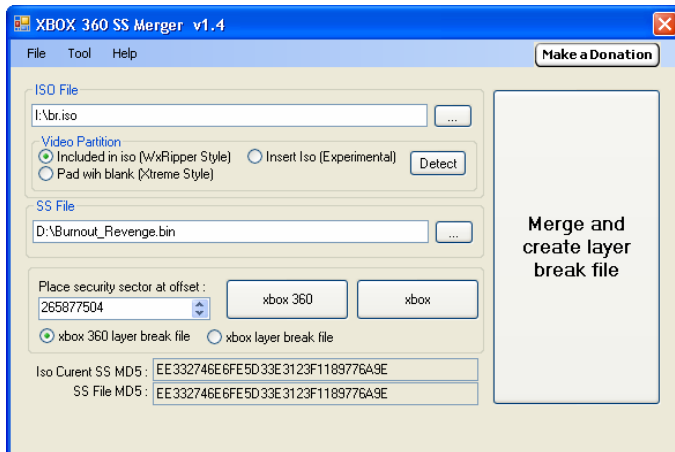 XBOX 360 SS Merger v1.4
File Tool Help Make a Donation
ISO File
I:\br.iso ...
Video Partition
Included in iso (WxRipper Style) Insert Iso (Experimental) Detect
Pad wih blank (Xtreme Style)
SS File
D:\Burnout_Revenge.bin ...
Merge and
create layer
break file
Place security sector at offset :
265877504 xbox 360 xbox
xbox 360 layer break file xbox layer break file
Iso Curent SS MD5 : EE332746E6FE5D33E3123F1189776A9E
SS File MD5 : EE332746E6FE5D33E3123F1189776A9E